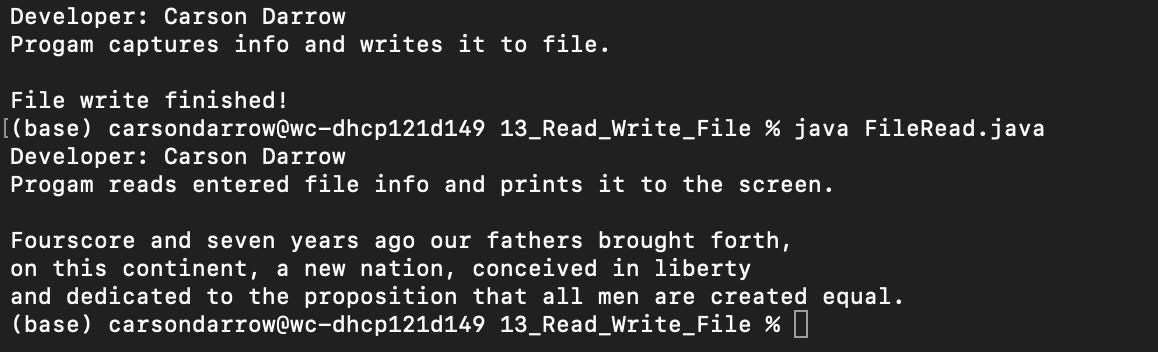 Developer: Carson Darrow
Progam captures info and writes it to file.
File write finished!
[(base) carsondarrow@wc-dhcp121d149 13_Read_Write_File % java FileRead.java
Developer: Carson Darrow
Progam reads entered file info and prints it to the screen.
Fourscore and seven years ago our fathers brought forth,
on this continent, a new nation, conceived in liberty
and dedicated to the proposition that all men are created equal.
(base) carsondarrow@wc-dhcp121d149 13_Read_Write_File %